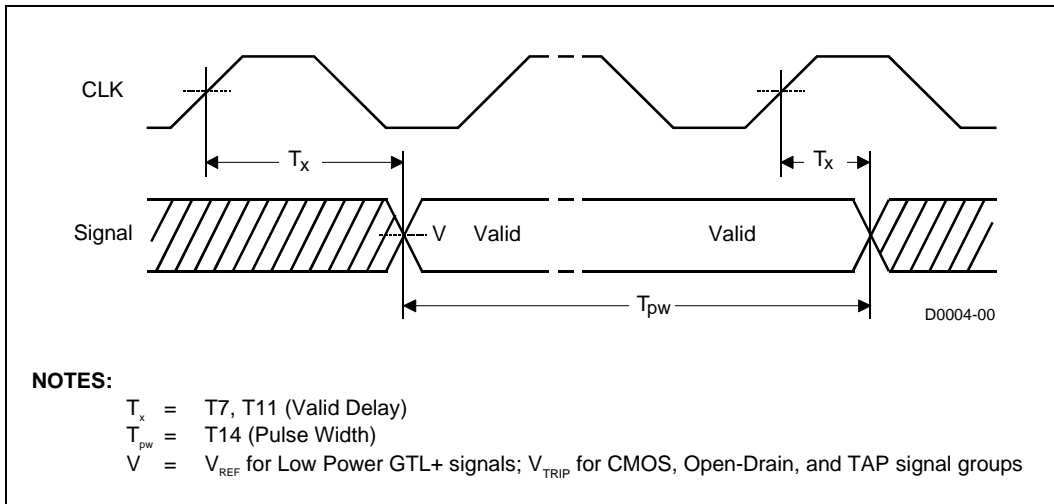 CLK
Tx Tx
Signal V Valid Valid
Tpw
D0004-00
NOTES:
Tx = T7, T11 (Valid Delay)
Tpw = T14 (Pulse Width)
V = VREF for Low Power GTL+ signals; VTRIP for CMOS, Open-Drain, and TAP signal groups